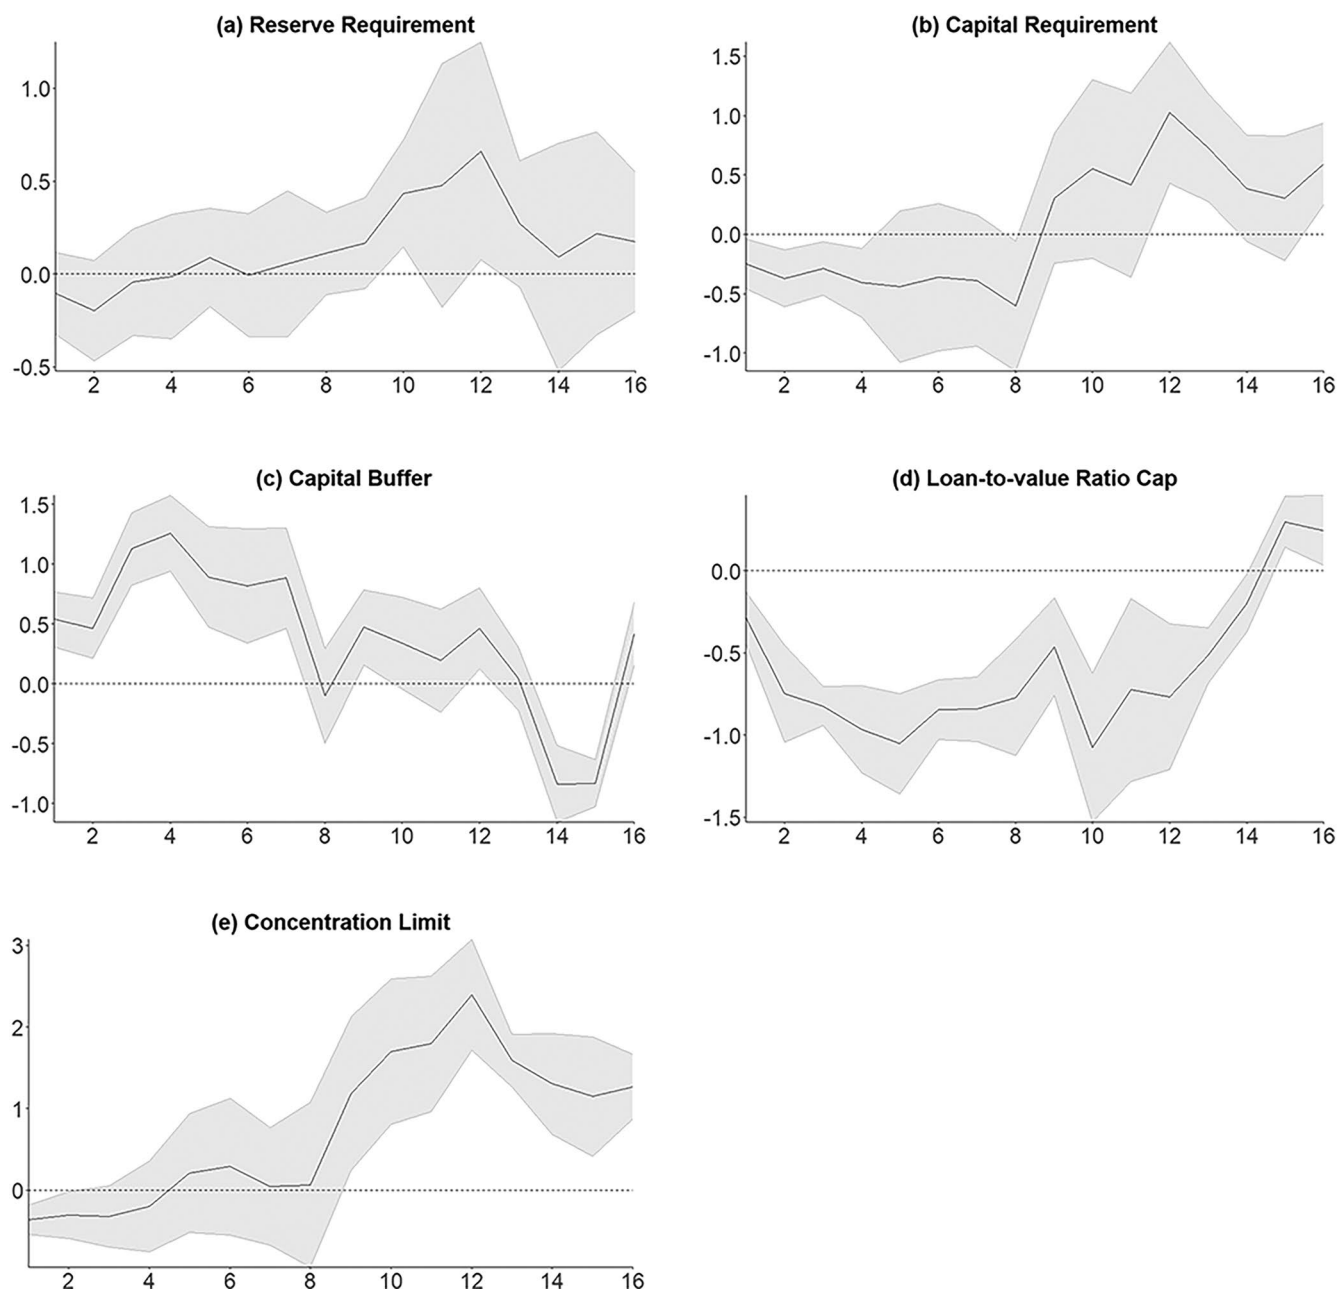 (a) Reserve Requirement
1.0
0.5
0.0
-0.5
2 4 6 8 10 12 14 16
(b) Capital Requirement
1.5
1.0
0.5
0.0
-0.5
-1.0
2 4 6 8 10 12 14 16
(c) Capital Buffer
1.5
1.0
0.5
0.0
-0.5
-1.0
2 4 6 8 10 12 14 16
(d) Loan-to-value Ratio Cap
0.0
-0.5
-1.0
-1.5
2 4 6 8 10 12 14 16
(e) Concentration Limit
3
2
1
0
2 4 6 8 10 12 14 16